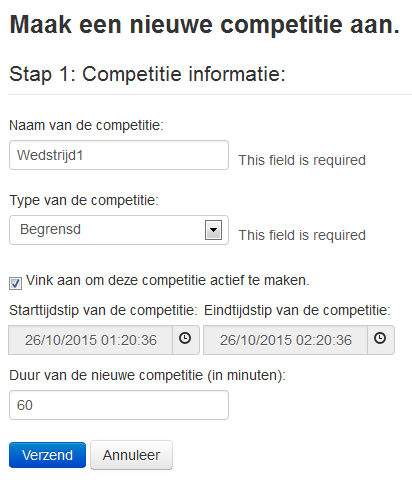 Maak een nieuwe competitie aan.
Stap 1: Competitie informatie:
Naam van de competitie:
Wedstrijd1 This field is required
Type van de competitie:
Begrensd This field is required
Vink aan om deze competitie actief te maken.
Starttijdstip van de competitie: Eindtijdstip van de competitie:
26/10/2015 01:20:36 26/10/2015 02:20:36
Duur van de nieuwe competitie (in minuten):
60
Verzend Annuleer